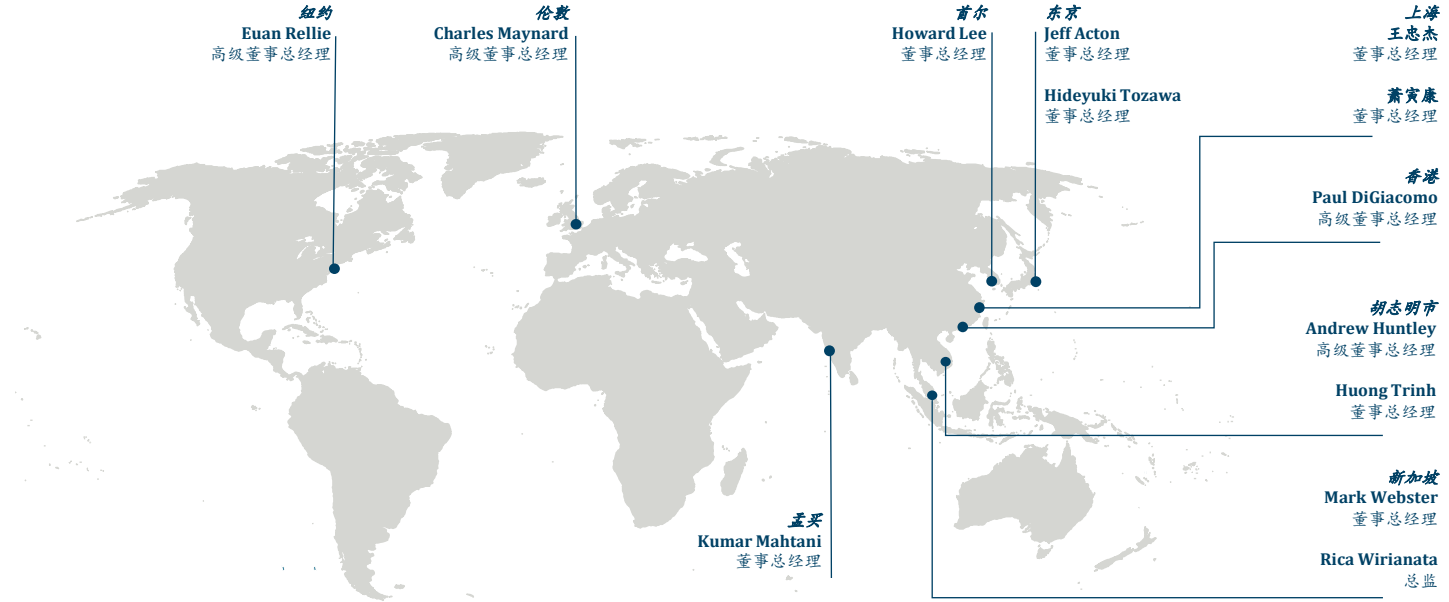 纽约
Euan Rellie
高级董事总经理
伦敦
Charles Maynard
高级董事总经理
首尔
Howard Lee
董事总经理
东京
Jeff Acton
董事总经理
Hideyuki Tozawa
董事总经理
上海
王忠杰
董事总经理
萧寅康
董事总经理
香港
Paul DiGiacomo
高级董事总经理
胡志明市
Andrew Huntley
高级董事总经理
Huong Trinh
董事总经理
新加坡
Mark Webster
董事总经理
Rica Wirianata
总监
孟买
Kumar Mahtani
董事总经理